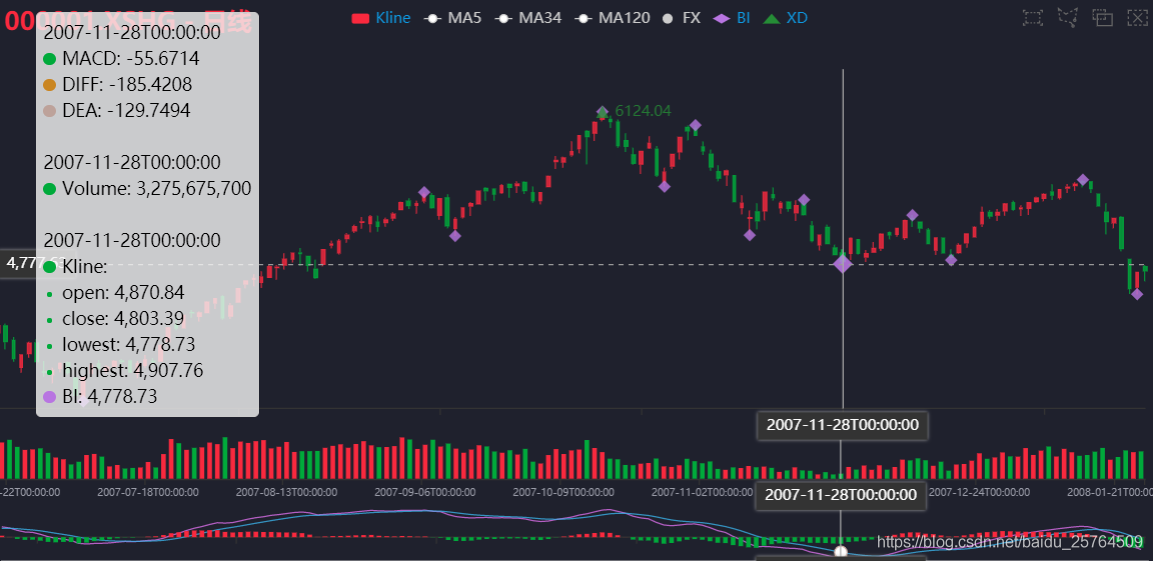 000001.XSHG - 日线
Kline MA5 MA34 MA120 FX BI XD
2007-11-28T00:00:00
MACD: -55.6714
DIFF: -185.4208
DEA: -129.7494
2007-11-28T00:00:00
Volume: 3,275,675,700
2007-11-28T00:00:00
Kline:
open: 4,870.84
close: 4,803.39
lowest: 4,778.73
highest: 4,907.76
BI: 4,778.73
6124.04
2007-11-28T00:00:00
-22T00:00:00 2007-07-18T00:00:00 2007-08-13T00:00:00 2007-09-06T00:00:00 2007-10-09T00:00:00 2007-11-02T00:00:00 2007-12-24T00:00:00 2008-01-21T00:00:00
2007-11-28T00:00:00
https://blog.csdn.net/baidu_25764509